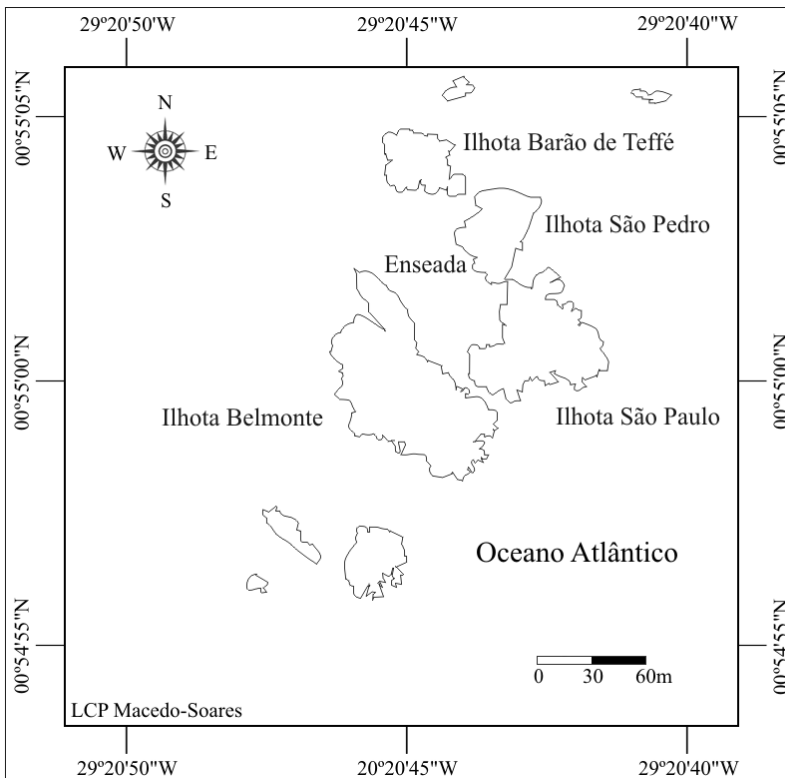 29º20'50"W
29º20'45"W
29º20'40"W
00º55'05"N
00º55'05"N
N
W
E
S
Ilhota Barão de Teffé
Ilhota São Pedro
Enseada
00º55'00"N
00º55'00"N
Ilhota Belmonte
Ilhota São Paulo
Oceano Atlântico
00º54'55"N
00º54'55"N
0 30 60m
LCP Macedo-Soares
29º20'50"W
20º20'45"W
29º20'40"W